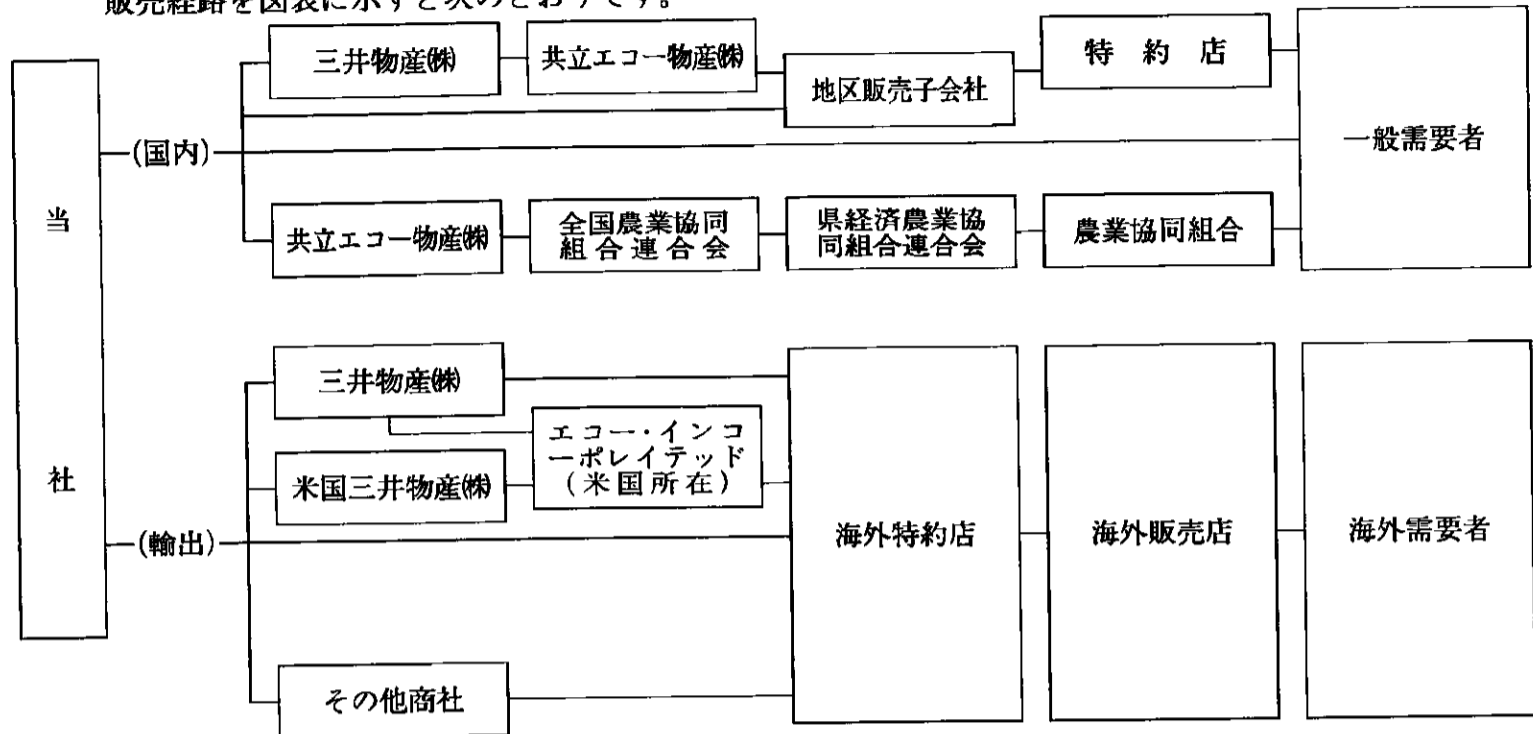 販売経路を図表に示すと次のとおりです。
当社
(国内)
三井物産㈱
共立エコー物産㈱
地区販売子会社
特約店
一般需要者
共立エコー物産㈱
全国農業協同
組合連合会
県経済農業協
同組合連合会
農業協同組合
(輸出)
三井物産㈱
米国三井物産㈱
エコー・インコ
ーポレイテッド
(米国所在)
その他商社
海外特約店
海外販売店
海外需要者